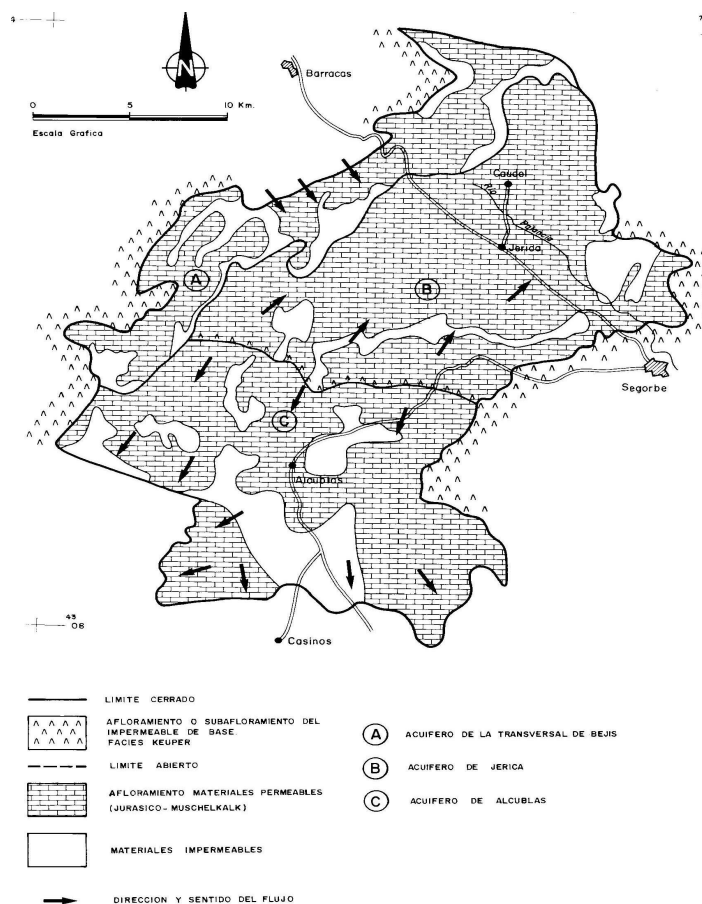 4
N
Barracas
0 5 10 Km.
Escala Grafica
Caudel
Rio
Palancia
Jerica
A
B
Segorbe
C
Alcublas
43
08
Casinos
LIMITE CERRADO
AFLORAMIENTO O SUBAFLORAMIENTO DEL
IMPERMEABLE DE BASE.
FACIES KEUPER
LIMITE ABIERTO
AFLORAMIENTO MATERIALES PERMEABLES
(JURASICO-MUSCHELKALK)
MATERIALES IMPERMEABLES
DIRECCION Y SENTIDO DEL FLUJO
A ACUIFERO DE LA TRANSVERSAL DE BEJIS
B ACUIFERO DE JERICA
C ACUIFERO DE ALCUBLAS